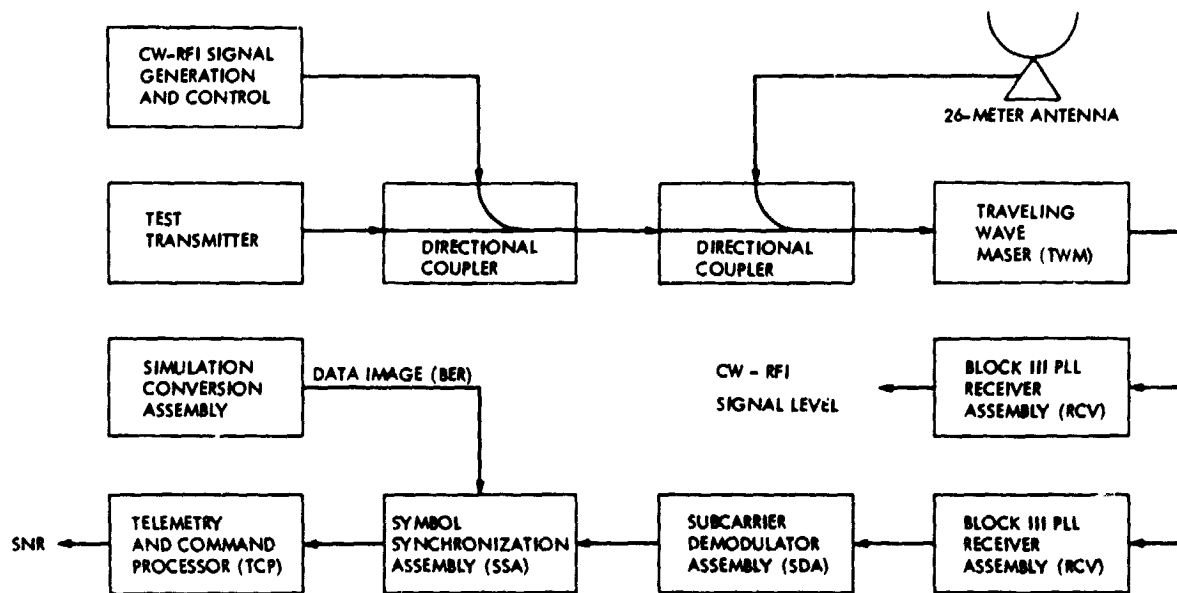 CW-RFI SIGNAL
GENERATION
AND CONTROL
26-METER ANTENNA
TEST
TRANSMITTER
DIRECTIONAL
COUPLER
DIRECTIONAL
COUPLER
TRAVELING
WAVE
MASER (TWM)
SIMULATION
CONVERSION
ASSEMBLY
DATA IMAGE (BER)
CW - RFI
SIGNAL LEVEL
BLOCK III PLL
RECEIVER
ASSEMBLY (RCV)
SNR
TELEMETRY
AND COMMAND
PROCESSOR (TCP)
SYMBOL
SYNCHRONIZATION
ASSEMBLY (SSA)
SUBCARRIER
DEMODULATOR
ASSEMBLY (SDA)
BLOCK III PLL
RECEIVER
ASSEMBLY (RCV)